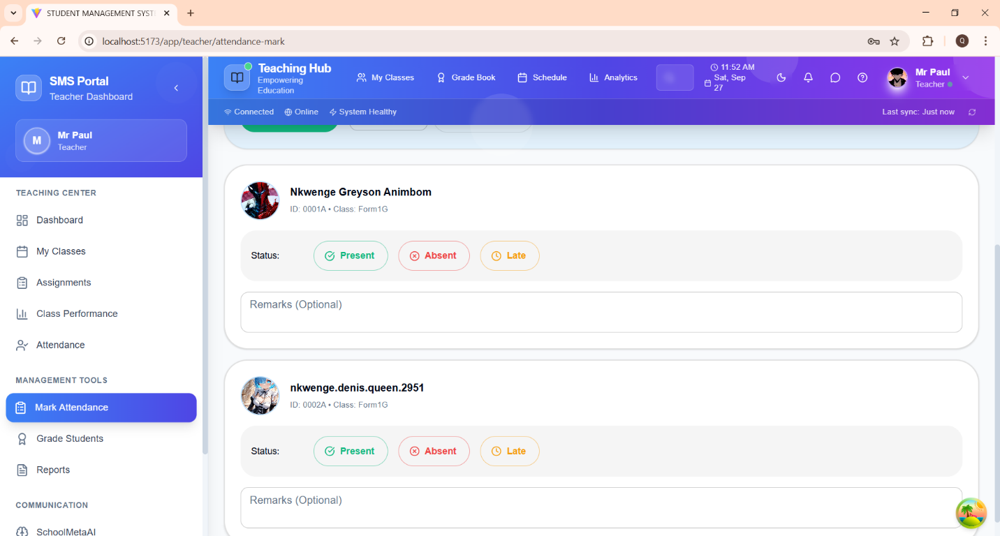 STUDENT MANAGEMENT SYST
localhost:5173/app/teacher/attendance-mark
Q
SMS Portal
Teacher Dashboard
M
Mr Paul
Teacher
TEACHING CENTER
Dashboard
My Classes
Assignments
Class Performance
Attendance
MANAGEMENT TOOLS
Mark Attendance
Grade Students
Reports
COMMUNICATION
SchoolMetaAI
Teaching Hub
Empowering
Education
My Classes
Grade Book
Schedule
Analytics
11:52 AM
Sat, Sep
27
Mr Paul
Teacher
Connected
Online
System Healthy
Last sync: Just now
Nkwenge Greyson Animbom
ID: 0001A • Class: Form1G
Status:
Present
Absent
Late
Remarks (Optional)
nkwenge.denis.queen.2951
ID: 0002A • Class: Form1G
Status:
Present
Absent
Late
Remarks (Optional)